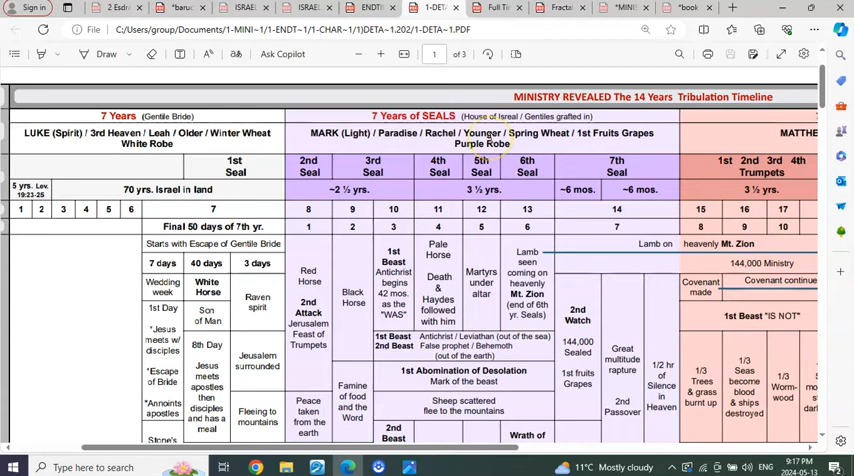 Sign in
2 Esdre
*baruc
ISRAEL
ISRAEL
ENDTI
1-DETA
Full Tim
Fractal
*MINIS
*book
File
C:/Users/group/Documents/1-MINI~1/1-ENDT~1/1-CHAR~1/1)DETA~1.202/1-DETA~1.PDF
Draw
Ask Copilot
1
of 3
MINISTRY REVEALED The 14 Years Tribulation Timeline
7 Years (Gentile Bride)
7 Years of SEALS (House of Isreal / Gentiles grafted in)
LUKE (Spirit) / 3rd Heaven / Leah / Older / Winter Wheat
White Robe
MARK (Light) / Paradise / Rachel / Younger / Spring Wheat / 1st Fruits Grapes
Purple Robe
MATTHE
1st
Seal
2nd
Seal
3rd
Seal
4th
Seal
5th
Seal
6th
Seal
7th
Seal
1st 2nd 3rd 4th
Trumpets
5 yrs. Lev.
19:23-25
70 yrs. Israel in land
~2 ½ yrs.
3 ½ yrs.
~6 mos.
~6 mos.
3 ½ yrs.
1 2 3 4 5 6 7 8 9 10 11 12 13 14 15 16 17
Final 50 days of 7th yr.
1 2 3 4 5 6 7 8 9 10
Starts with Escape of Gentile Bride
7 days
40 days
3 days
Wedding
week
1st Day
*Jesus
meets w/
disciples
*Escape
of Bride
*Annoints
apostles
Stone's
White
Horse
Son
of Man
8th Day
Jesus
meets
apostles
then
disciples
and has a
meal
Raven
spirit
Jerusalem
surrounded
Fleeing to
mountains
Red
Horse
2nd
Attack
Jerusalem
Feast of
Trumpets
Peace
taken
from the
earth
Black
Horse
Famine
of food
and the
Word
1st
Beast
Antichrist
begins
42 mos.
as the
"WAS"
Pale
Horse
Death
&
Haydes
followed
with him
Martyrs
under
altar
Lamb
seen
coming on
heavenly
Mt. Zion
(end of 6th
yr. Seals)
1st Beast Antichrist / Leviathan (out of the sea)
2nd Beast False prophet / Behemoth
(out of the earth)
1st Abomination of Desolation
Mark of the beast
Sheep scattered
flee to the mountains
2nd
Beast
Wrath of
Lamb on heavenly Mt. Zion
2nd
Watch
144,000
Sealed
1st fruits
Grapes
Great
multitude
rapture
2nd
Passover
1/2 hr
of
Silence
in
Heaven
144,000 Ministry
Covenant
made
Covenant continue
1st Beast "IS NOT"
1/3
Trees
& grass
burnt up
1/3
Seas
become
blood
& ships
destroyed
1/3
Worm-
wood
Type here to search
11°C Mostly cloudy
ENG
9:17 PM
2024-05-13